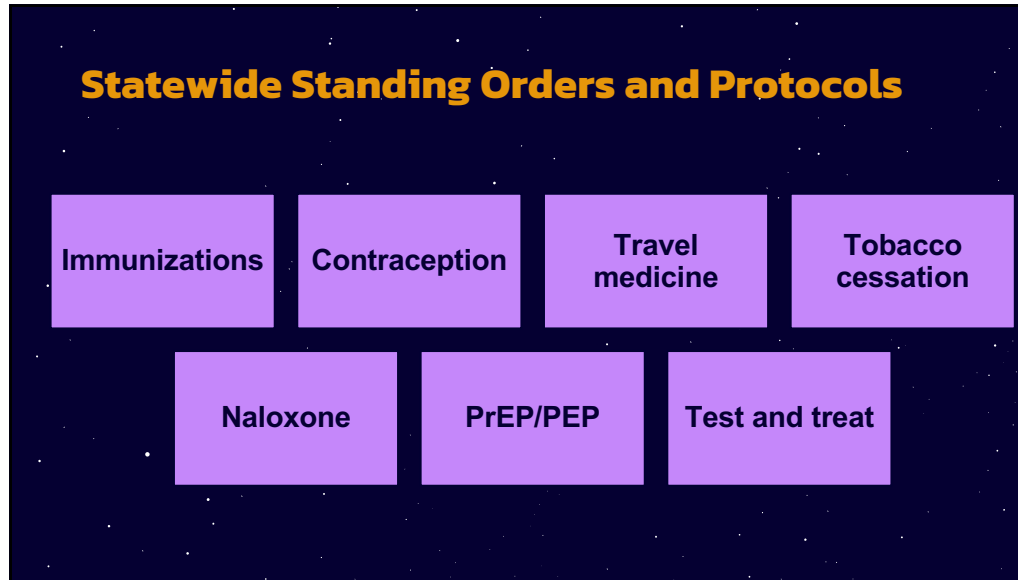 Statewide Standing Orders and Protocols
Immunizations
Contraception
Travel
medicine
Tobacco
cessation
Naloxone
PrEP/PEP
Test and treat